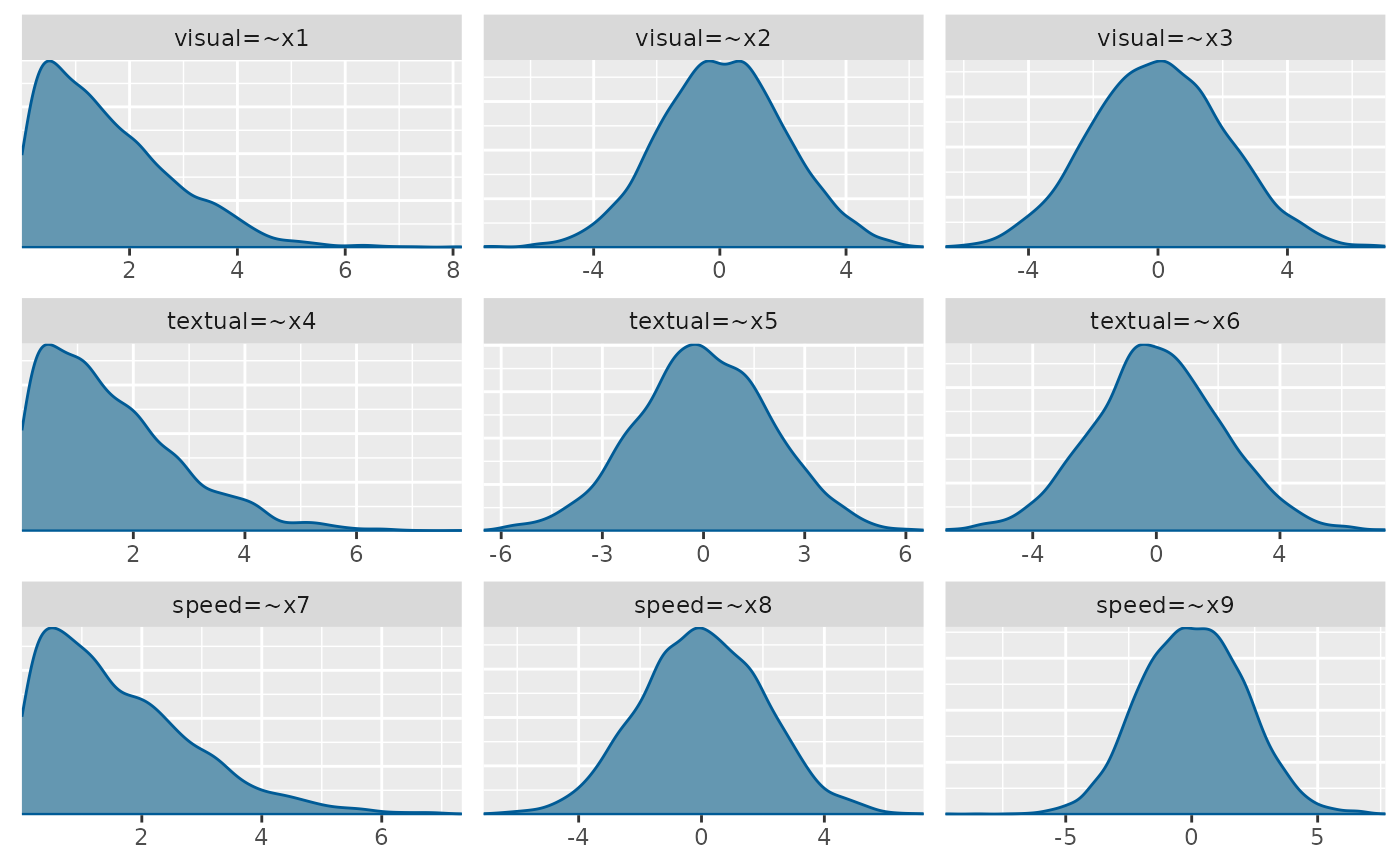 visual=~x1 visual=~x2 visual=~x3
2 4 6 8 -4 0 4 -4 0 4
textual=~x4 textual=~x5 textual=~x6
2 4 6 -6 -3 0 3 6 -4 0 4
speed=~x7 speed=~x8 speed=~x9
2 4 6 -4 0 4 -5 0 5